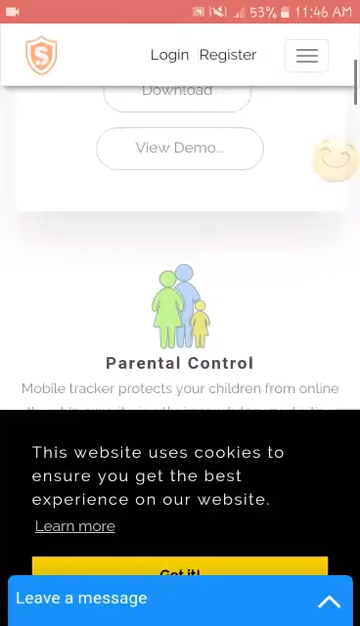 53% 11:46 AM
S
Login Register
Download
View Demo...
Parental Control
Mobile tracker protects your children from online
This website uses cookies to
ensure you get the best
experience on our website.
Learn more
Got it!
Leave a message